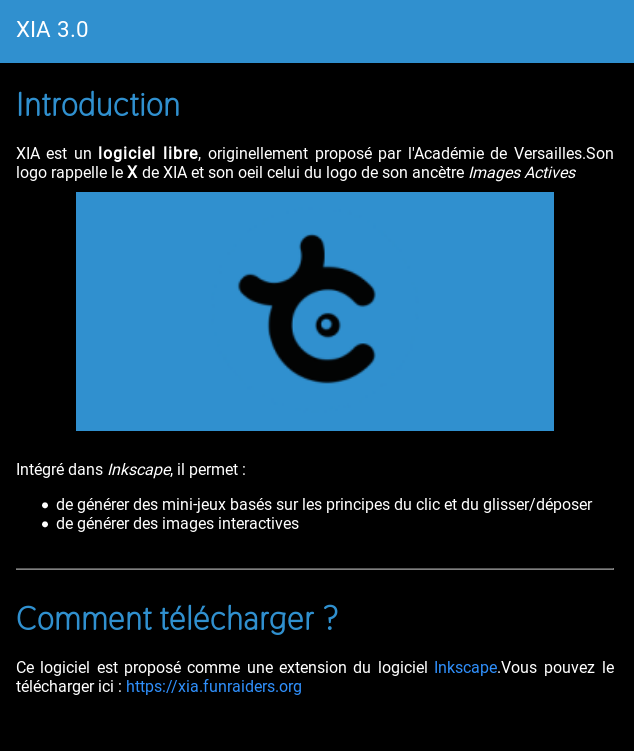 XIA 3.0
Introduction
XIA est un logiciel libre, originellement proposé par l'Académie de Versailles.Son
logo rappelle le X de XIA et son oeil celui du logo de son ancètre Images Actives
Intégré dans Inkscape, il permet :
de générer des mini-jeux basés sur les principes du clic et du glisser/déposer
de générer des images interactives
Comment télécharger ?
Ce logiciel est proposé comme une extension du logiciel Inkscape.Vous pouvez le
télécharger ici : https://xia.funraiders.org